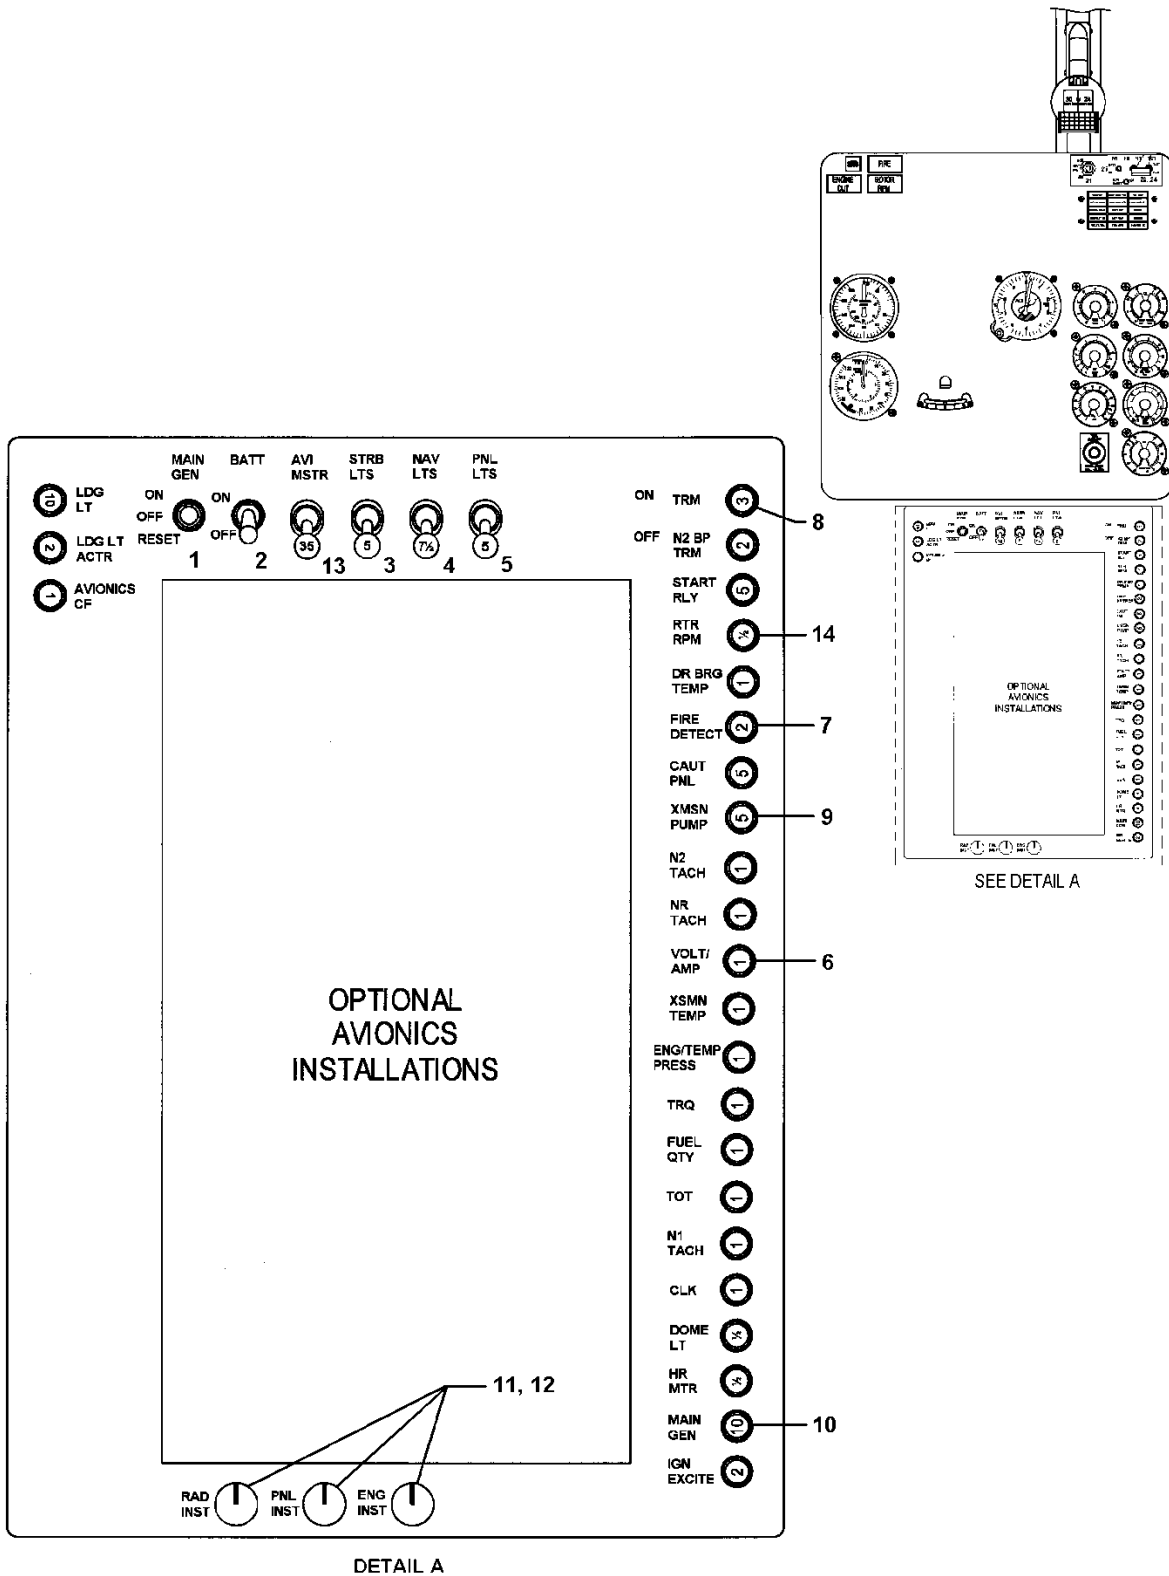 FIRE
ENGINE
OUT
ROTOR
RPM
MAIN
GEN
BATT
AVI
MSTR
STRB
LTS
NAV
LTS
PNL
LTS
ON
OFF
RESET
ON
OFF
35
5
7½
5
1
2
13
3
4
5
10
LDG
LT
2
LDG LT
ACTR
1
AVIONICS
CF
ON
TRM
3
8
OFF
N2 BP
TRM
2
START
RLY
5
RTR
RPM
½
14
DR BRG
TEMP
1
FIRE
DETECT
2
7
CAUT
PNL
5
XMSN
PUMP
5
9
N2
TACH
1
NR
TACH
1
VOLT/
AMP
1
6
XSMN
TEMP
1
ENG/TEMP
PRESS
1
TRQ
1
FUEL
QTY
1
TOT
1
N1
TACH
1
CLK
1
DOME
LT
½
HR
MTR
½
MAIN
GEN
10
10
IGN
EXCITE
2
OPTIONAL
AVIONICS
INSTALLATIONS
11, 12
RAD
INST
PNL
INST
ENG
INST
DETAIL A
OPTIONAL
AVIONICS
INSTALLATIONS
SEE DETAIL A